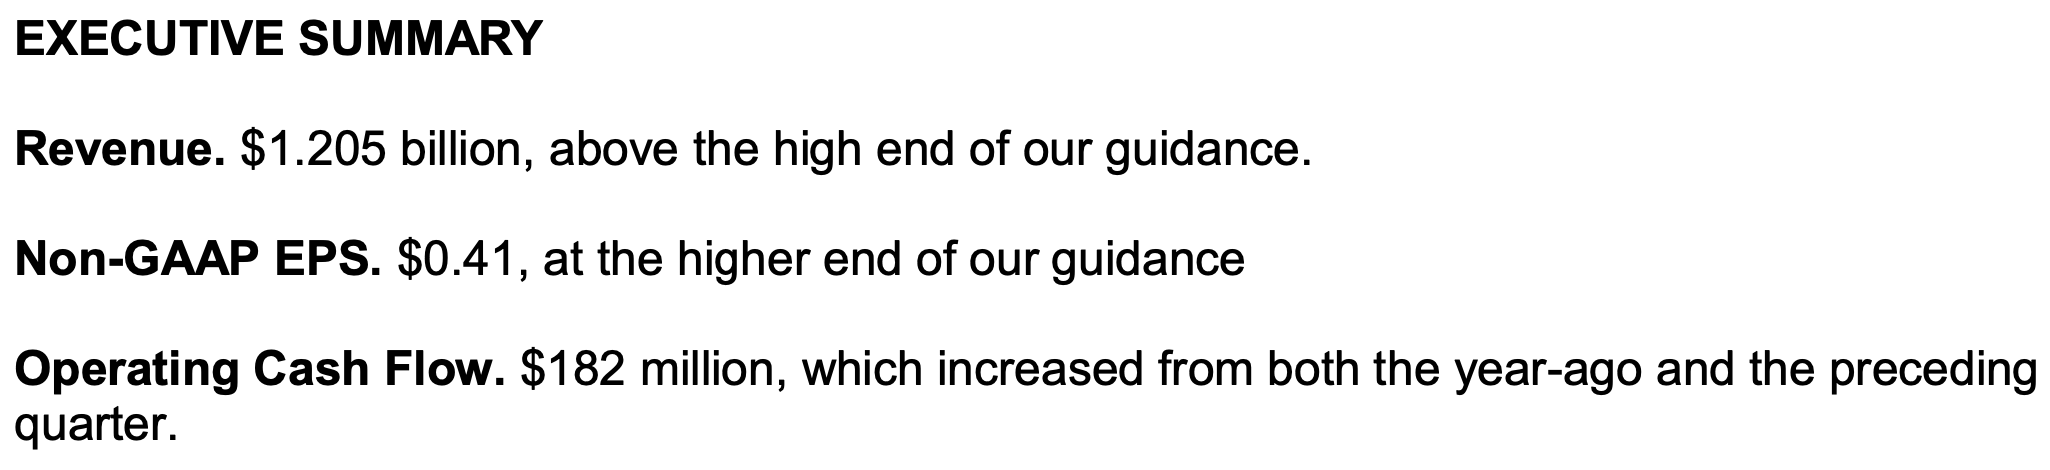 EXECUTIVE SUMMARY
Revenue. $1.205 billion, above the high end of our guidance.
Non-GAAP EPS. $0.41, at the higher end of our guidance
Operating Cash Flow. $182 million, which increased from both the year-ago and the preceding
quarter.